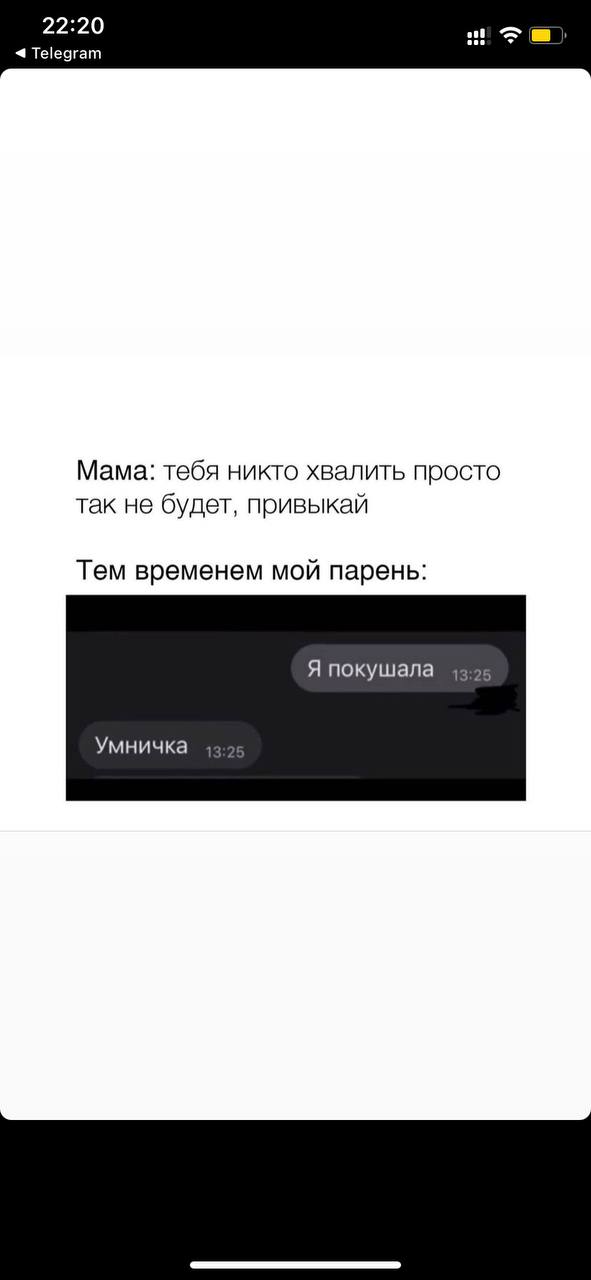 22:20
◄ Telegram
Мама: тебя никто хвалить просто
так не будет, привыкай
Тем временем мой парень:
Я покушала 13:25
Умничка 13:25